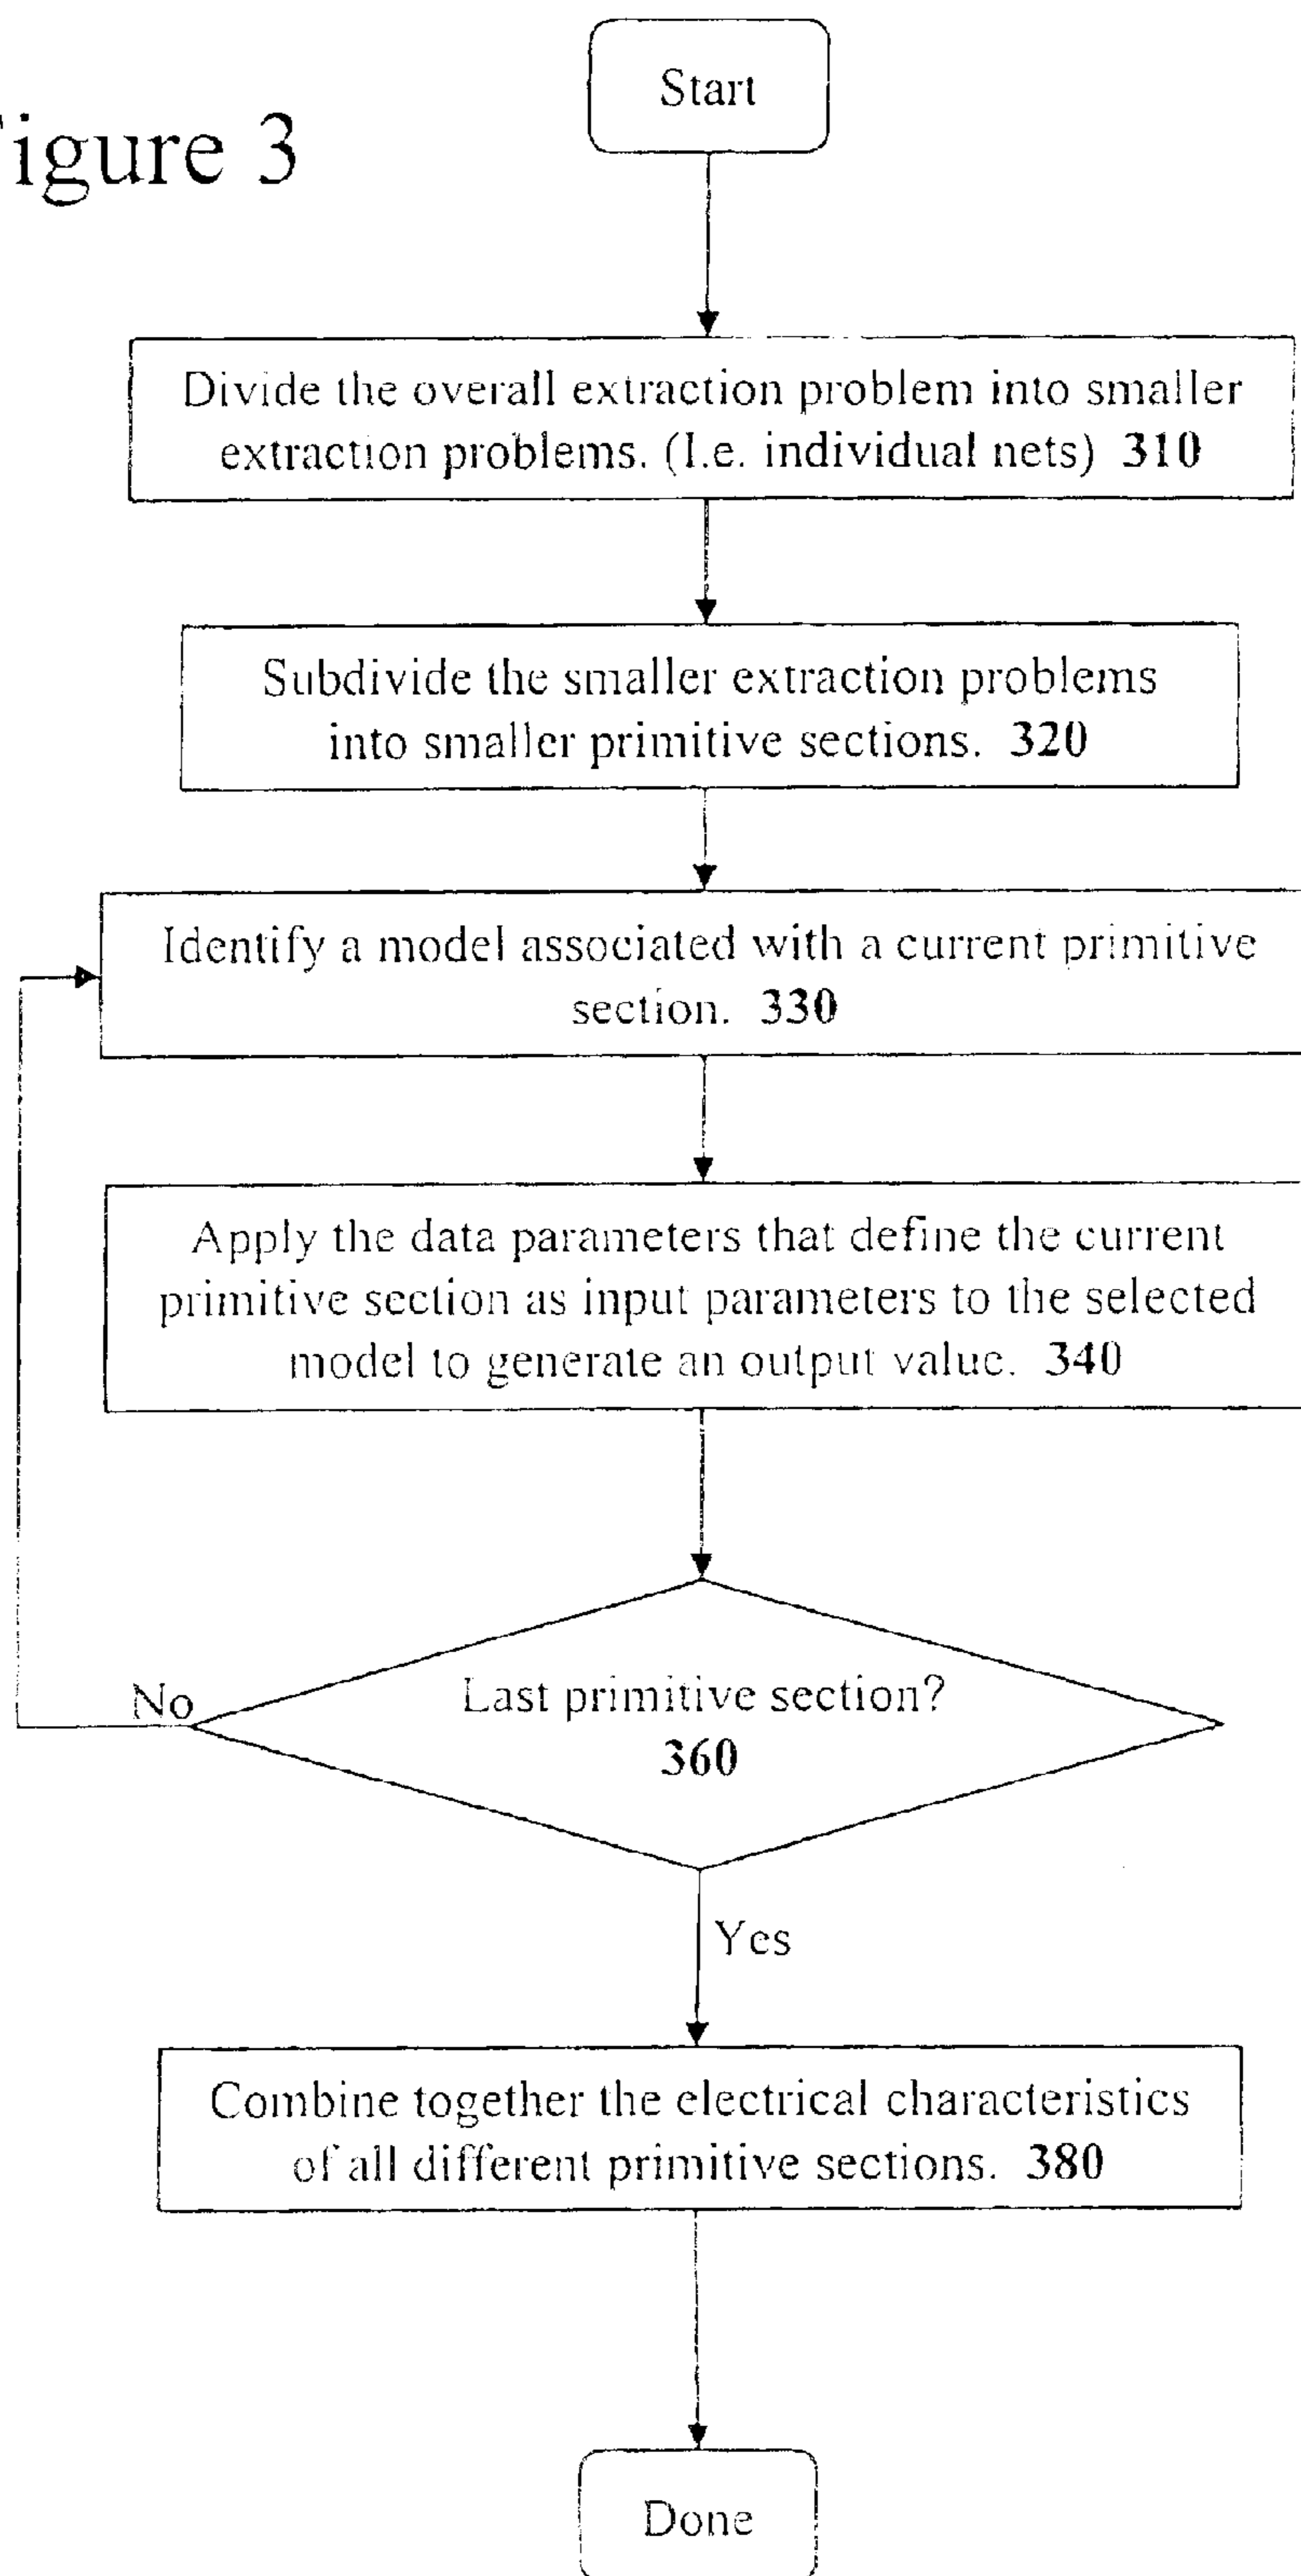 igure 3
Start
Divide the overall extraction problem into smaller
extraction problems. (I.e. individual nets) 310
Subdivide the smaller extraction problems
into smaller primitive sections. 320
Identify a model associated with a current primitive
section. 330
Apply the data parameters that define the current
primitive section as input parameters to the selected
model to generate an output value. 340
Last primitive section?
360
No
Yes
Combine together the electrical characteristics
of all different primitive sections. 380
Done